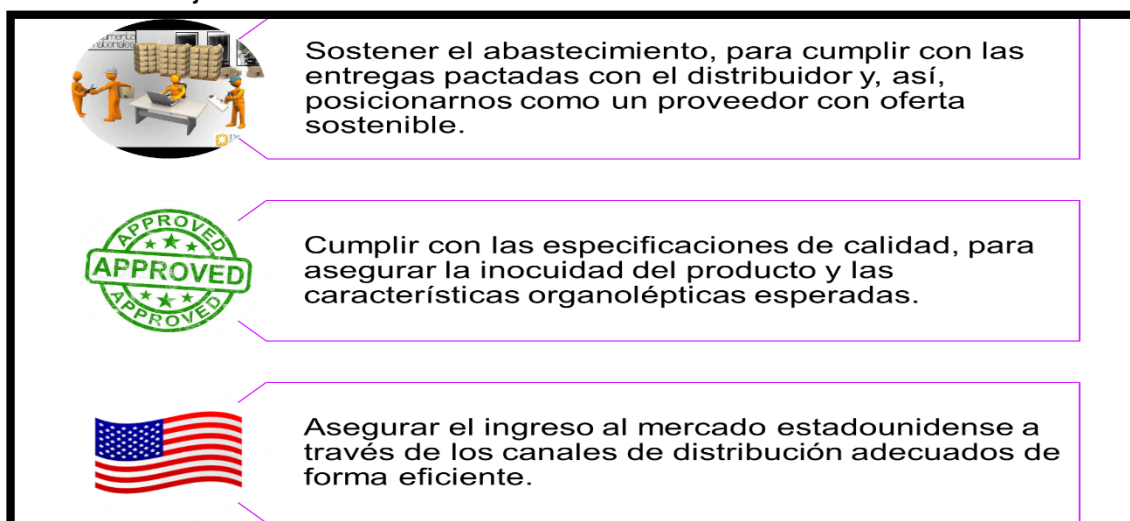 Sostener el abastecimiento, para cumplir con las
entregas pactadas con el distribuidor y, así,
posicionarnos como un proveedor con oferta
sostenible.
APPROVED
APPROVED
APPROVED
Cumplir con las especificaciones de calidad, para
asegurar la inocuidad del producto y las
características organolépticas esperadas.
Asegurar el ingreso al mercado estadounidense a
través de los canales de distribución adecuados de
forma eficiente.